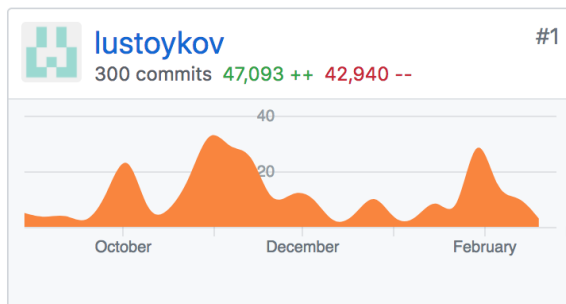 lustoykov
#1
300 commits 47,093 ++ 42,940 --
40
20
October December February